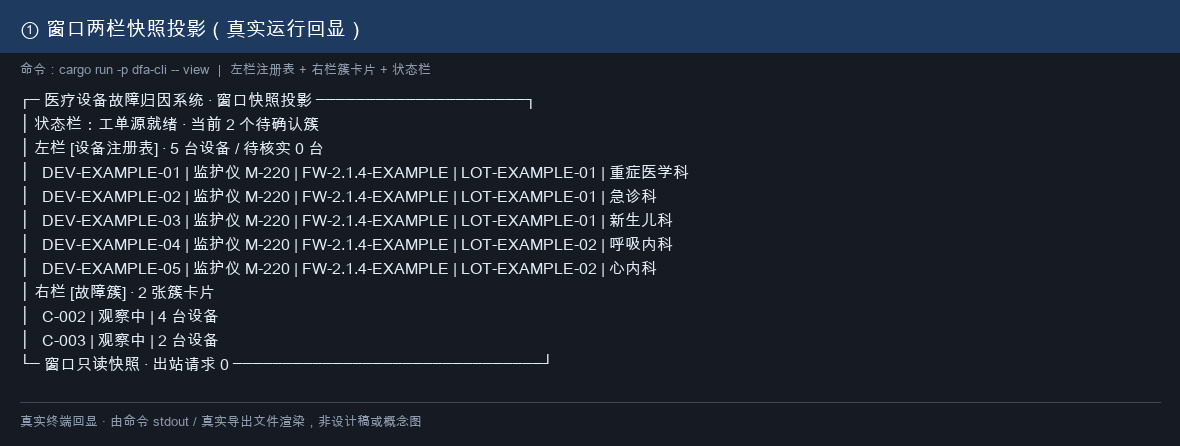 ① 窗口两栏快照投影 ( 真实运行回显 )
命令 : cargo run -p dfa-cli -- view | 左栏注册表 + 右栏簇卡片 + 状态栏
┌─ 医疗设备故障归因系统 · 窗口快照投影 ─────────────────────┐
│ 状态栏 : 工单源就绪 · 当前 2 个待确认簇
│ 左栏 [设备注册表] · 5 台设备 / 待核实 0 台
│ DEV-EXAMPLE-01 | 监护仪 M-220 | FW-2.1.4-EXAMPLE | LOT-EXAMPLE-01 | 重症医学科
│ DEV-EXAMPLE-02 | 监护仪 M-220 | FW-2.1.4-EXAMPLE | LOT-EXAMPLE-01 | 急诊科
│ DEV-EXAMPLE-03 | 监护仪 M-220 | FW-2.1.4-EXAMPLE | LOT-EXAMPLE-01 | 新生儿科
│ DEV-EXAMPLE-04 | 监护仪 M-220 | FW-2.1.4-EXAMPLE | LOT-EXAMPLE-02 | 呼吸内科
│ DEV-EXAMPLE-05 | 监护仪 M-220 | FW-2.1.4-EXAMPLE | LOT-EXAMPLE-02 | 心内科
│ 右栏 [故障簇] · 2 张簇卡片
│ C-002 | 观察中 | 4 台设备
│ C-003 | 观察中 | 2 台设备
└─ 窗口只读快照 · 出站请求 0 ───────────────────────────────┘
真实终端回显 · 由命令 stdout / 真实导出文件渲染 , 非设计稿或概念图